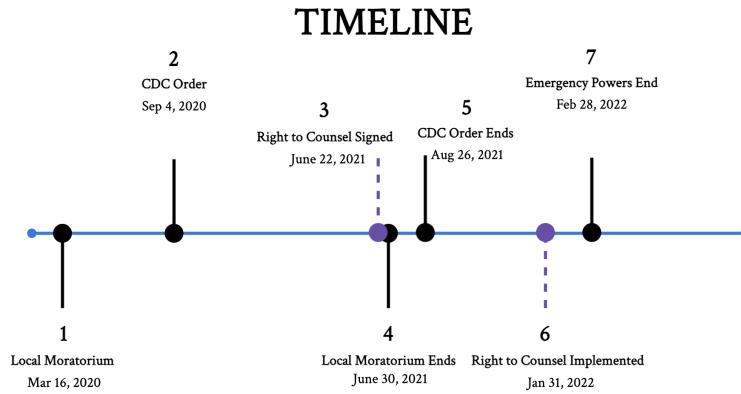 TIMELINE
2
CDC Order
Sep 4, 2020
7
Emergency Powers End
Feb 28, 2022
3
Right to Counsel Signed
June 22, 2021
5
CDC Order Ends
Aug 26, 2021
1
Local Moratorium
Mar 16, 2020
4
Local Moratorium Ends
June 30, 2021
6
Right to Counsel Implemented
Jan 31, 2022